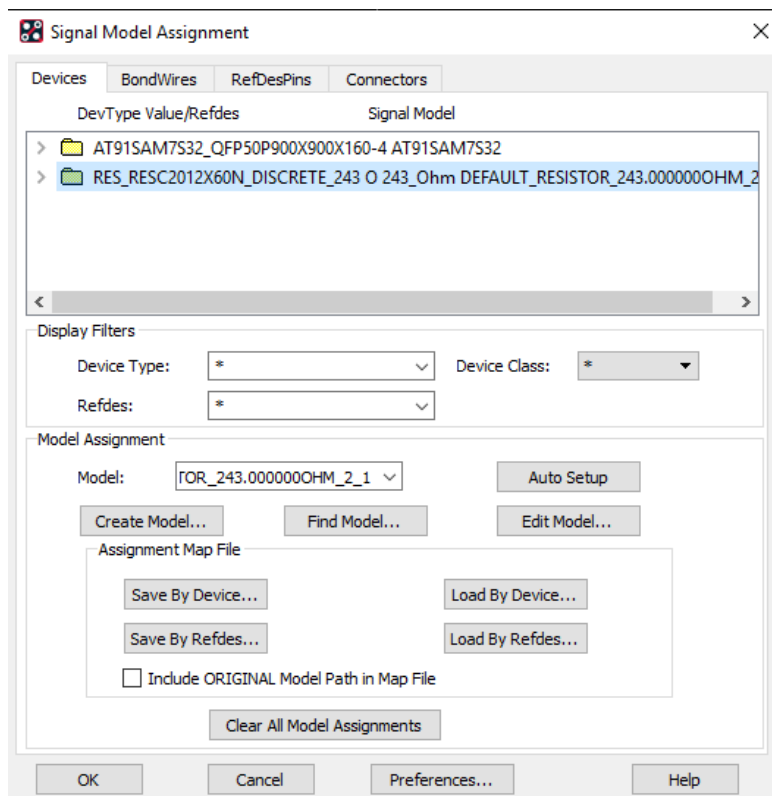 Signal Model Assignment
Devices BondWires RefDesPins Connectors
DevType Value/Refdes Signal Model
AT91SAM7S32_QFP50P900X900X160-4 AT91SAM7S32
RES_RESC2012X60N_DISCRETE_243 O 243_Ohm DEFAULT_RESISTOR_243.000000OHM_2
Display Filters
Device Type: * Device Class: *
Refdes: *
Model Assignment
Model: TOR_243.000000OHM_2_1 Auto Setup
Create Model... Find Model... Edit Model...
Assignment Map File
Save By Device... Load By Device...
Save By Refdes... Load By Refdes...
Include ORIGINAL Model Path in Map File
Clear All Model Assignments
OK Cancel Preferences... Help